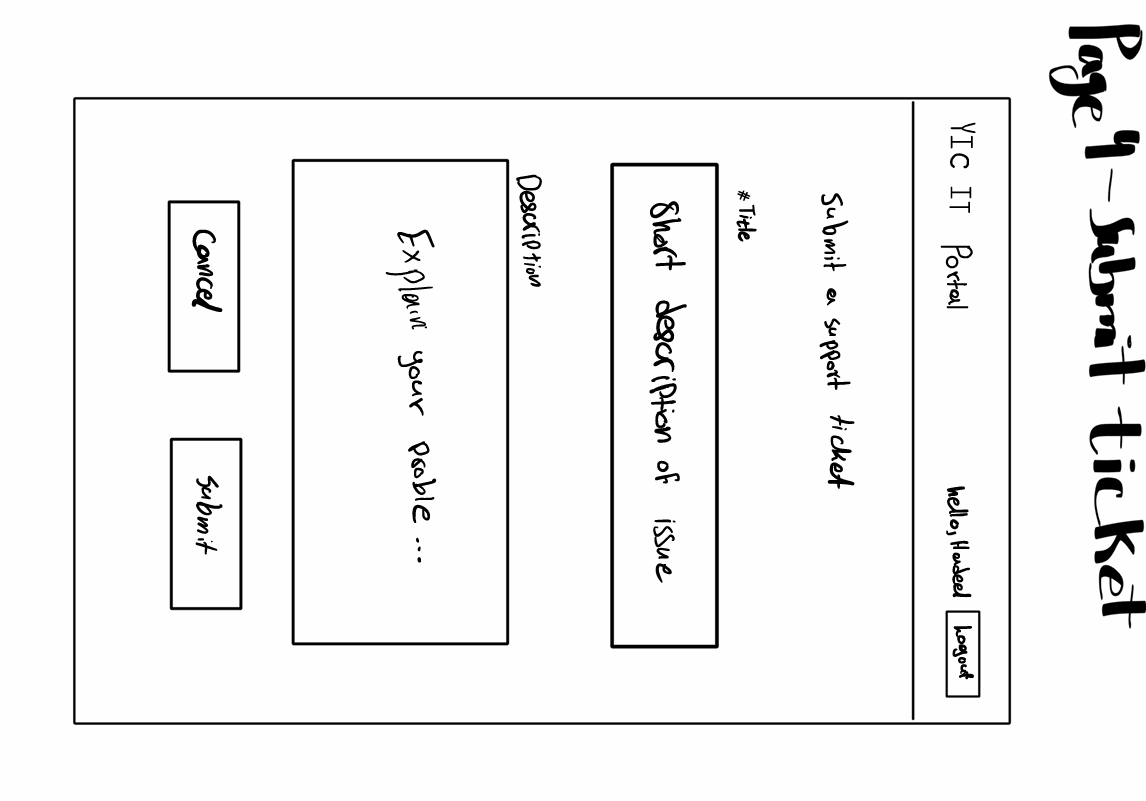 Page 4 - Submit ticket
YIC IT Portal
hello, Hadeel
Logout
Submit a support ticket
*Title
Short description of issue
Description
Explain your proble ...
Cancel
Submit